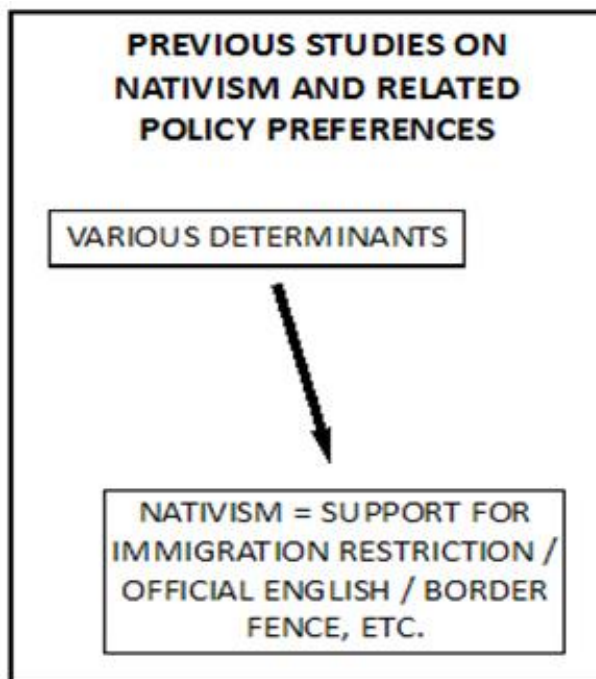 PREVIOUS STUDIES ON
NATIVISM AND RELATED
POLICY PREFERENCES
VARIOUS DETERMINANTS
NATIVISM = SUPPORT FOR
IMMIGRATION RESTRICTION /
OFFICIAL ENGLISH / BORDER
FENCE, ETC.